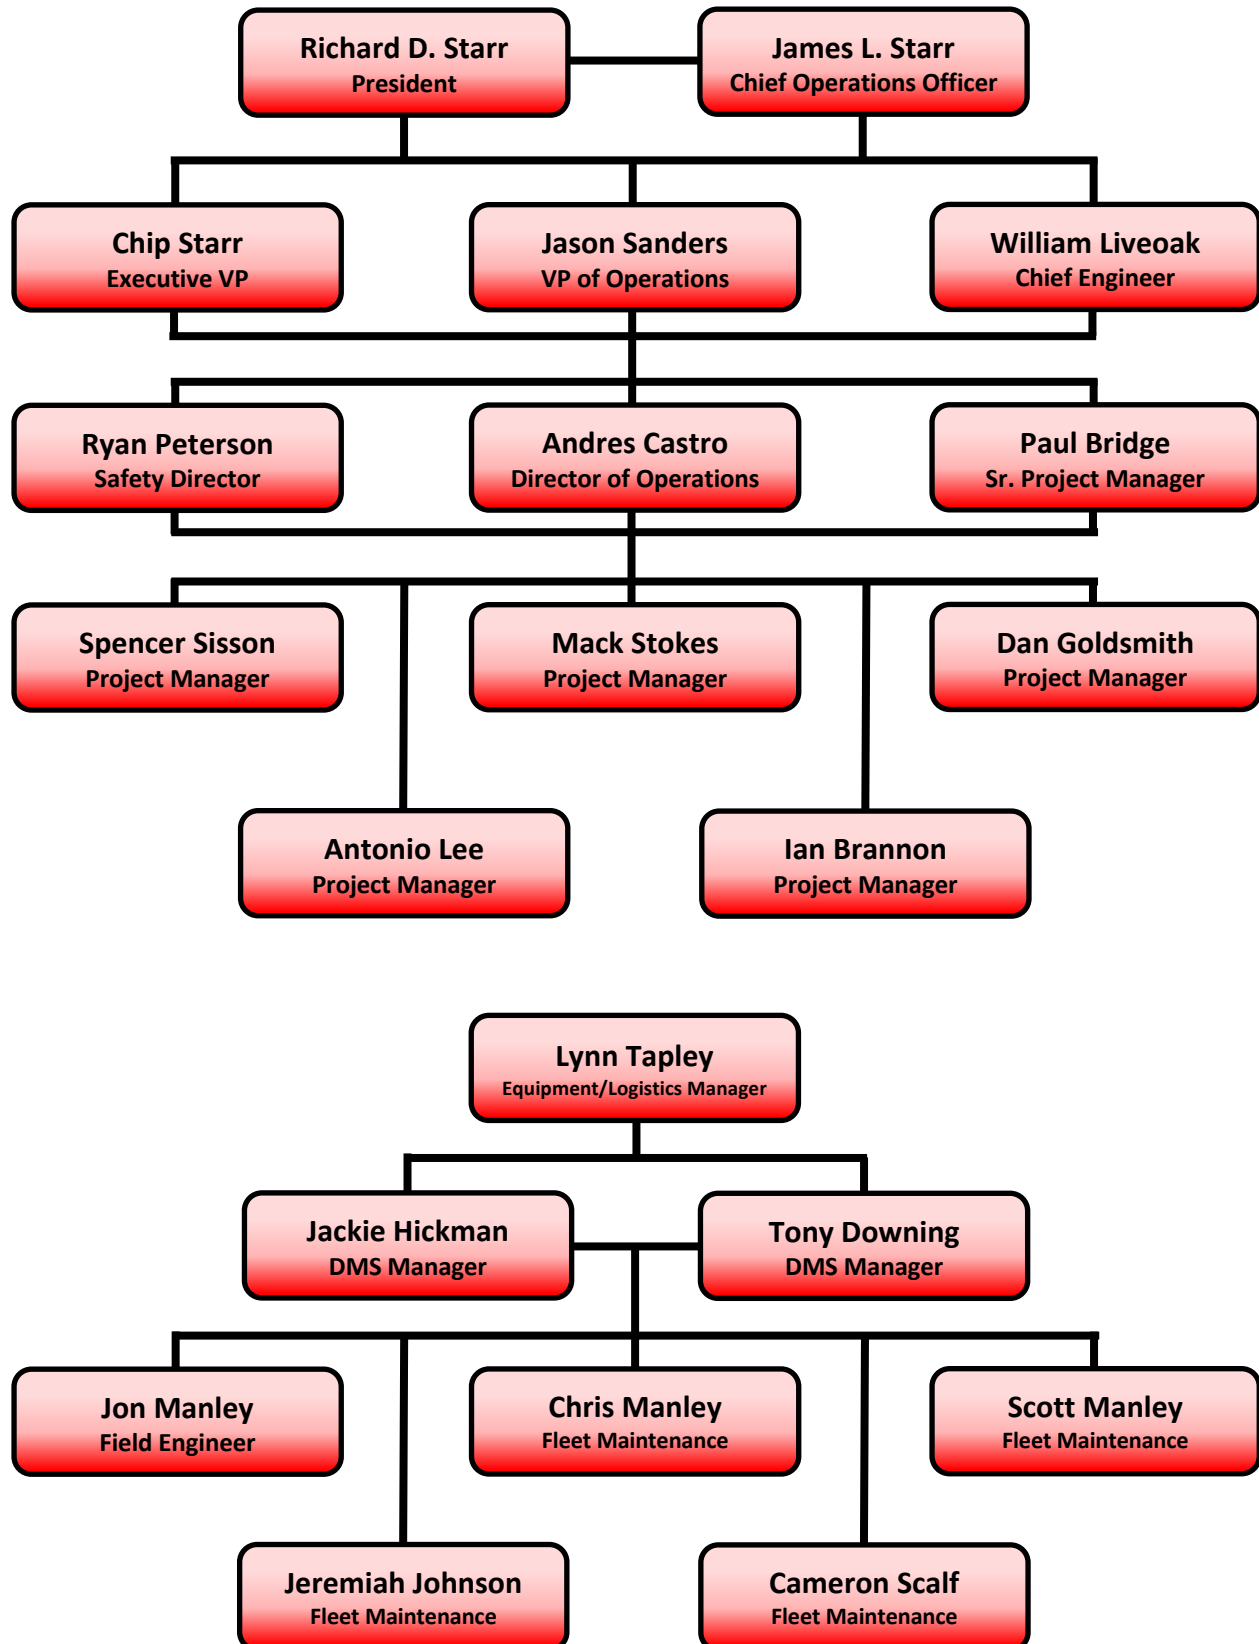 Richard D. Starr
President
James L. Starr
Chief Operations Officer
Chip Starr
Executive VP
Jason Sanders
VP of Operations
William Liveoak
Chief Engineer
Ryan Peterson
Safety Director
Andres Castro
Director of Operations
Paul Bridge
Sr. Project Manager
Spencer Sisson
Project Manager
Mack Stokes
Project Manager
Dan Goldsmith
Project Manager
Antonio Lee
Project Manager
Ian Brannon
Project Manager
Lynn Tapley
Equipment/Logistics Manager
Jackie Hickman
DMS Manager
Tony Downing
DMS Manager
Jon Manley
Field Engineer
Chris Manley
Fleet Maintenance
Scott Manley
Fleet Maintenance
Jeremiah Johnson
Fleet Maintenance
Cameron Scalf
Fleet Maintenance